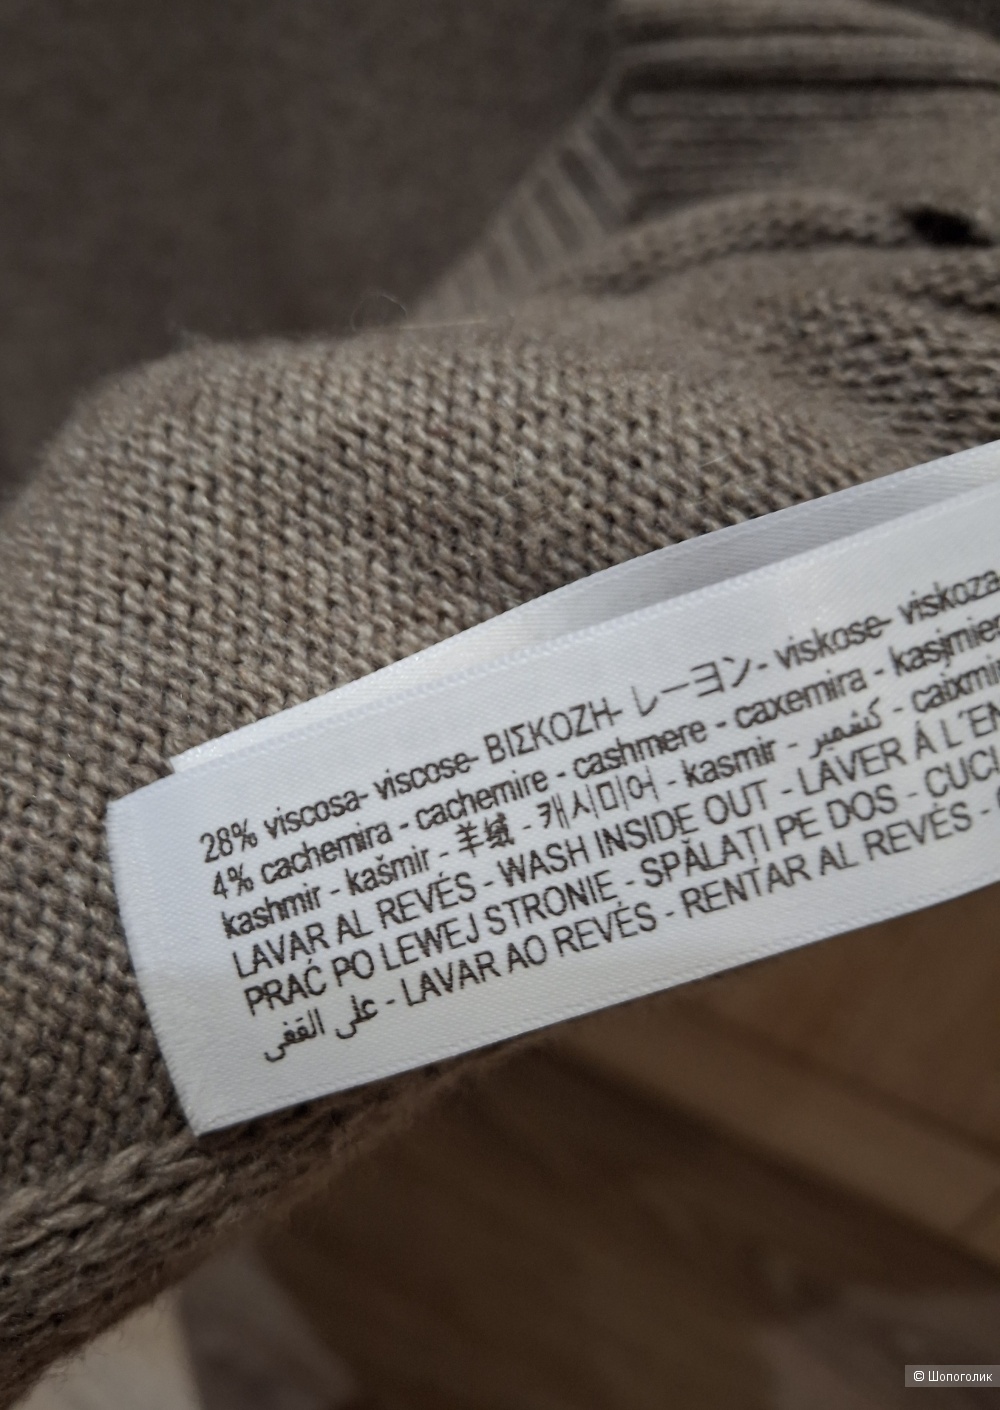 28% viscosa- viscose- ΒΙΣΚΟΖΗ- レーヨン- viskose- viskoza
4% cachemira - cachemire - cashmere - caxemira - kasjmier
kashmir - kašmir - 羊绒 - 캐시미어 - kasmir - كشمير - caixmir
LAVAR AL REVÉS - WASH INSIDE OUT - LAVER À L'EN
PRAĆ PO LEWEJ STRONIE - SPĂLAȚI PE DOS - CUCI
على القفى - LAVAR AO REVÉS - RENTAR AL REVÉS -
© Шопоголик